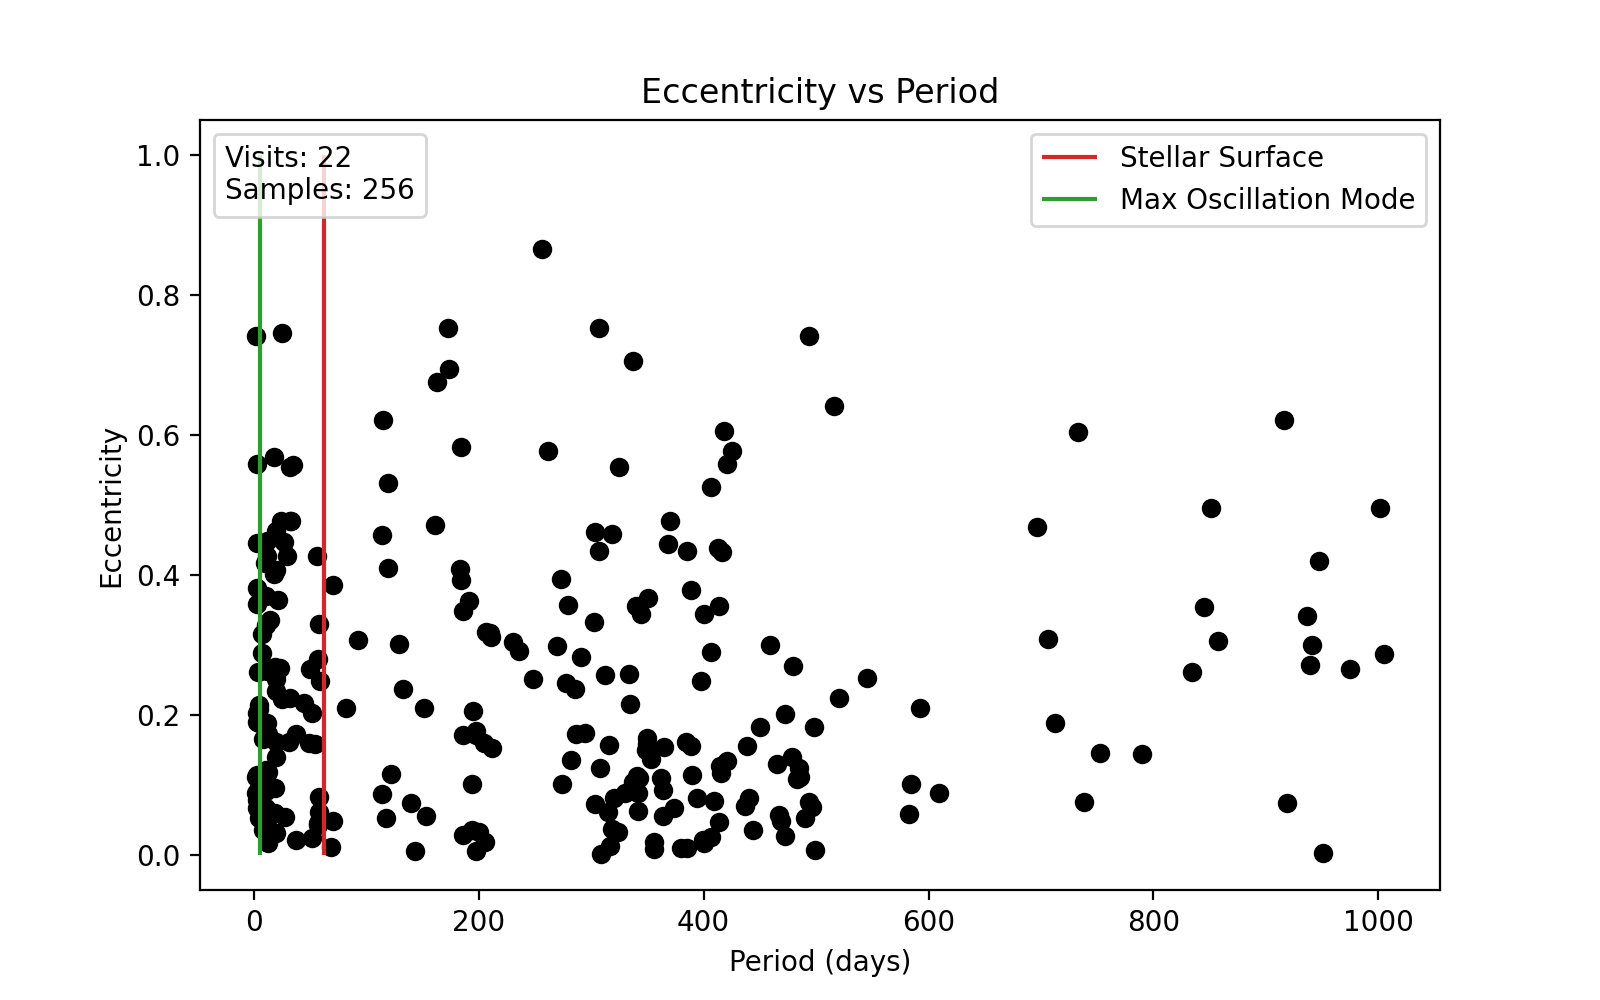 Eccentricity vs Period
Visits: 22
Samples: 256
Stellar Surface
Max Oscillation Mode
Eccentricity
1.0
0.8
0.6
0.4
0.2
0.0
0
200
400
600
800
1000
Period (days)